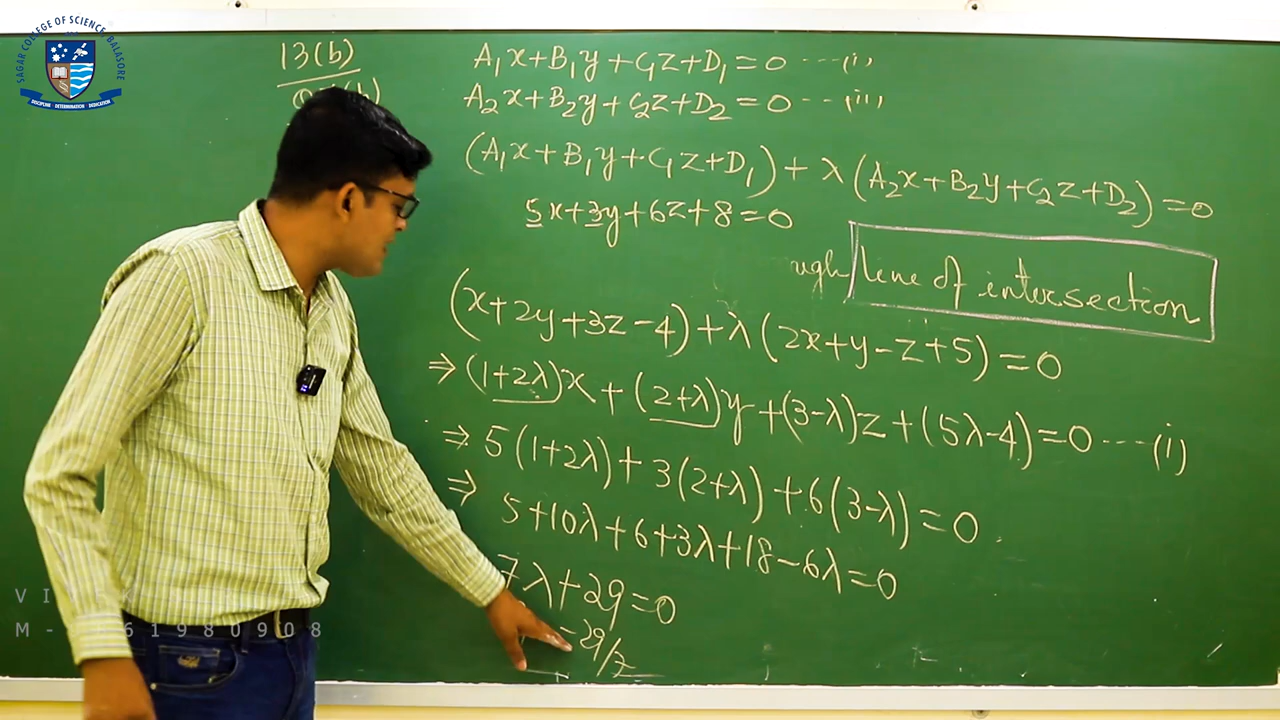 SAGAR COLLEGE OF SCIENCE, BALASORE
DISCIPLINE DETERMINATION DEDICATION
13(b)
A₁x+B₁y+C₁z+D₁=0 ---(i)
A₂x+B₂y+C₂z+D₂=0 ---(ii)
(A₁x+B₁y+C₁z+D₁)+λ(A₂x+B₂y+C₂z+D₂)=0
5x+3y+6z+8=0
ugh line of intersection
(x+2y+3z-4)+λ(2x+y-z+5)=0
⇒(1+2λ)x+(2+λ)y+(3-λ)z+(5λ-4)=0---(i)
⇒5(1+2λ)+3(2+λ)+6(3-λ)=0
⇒5+10λ+6+3λ+18-6λ=0
7λ+29=0
-29/7